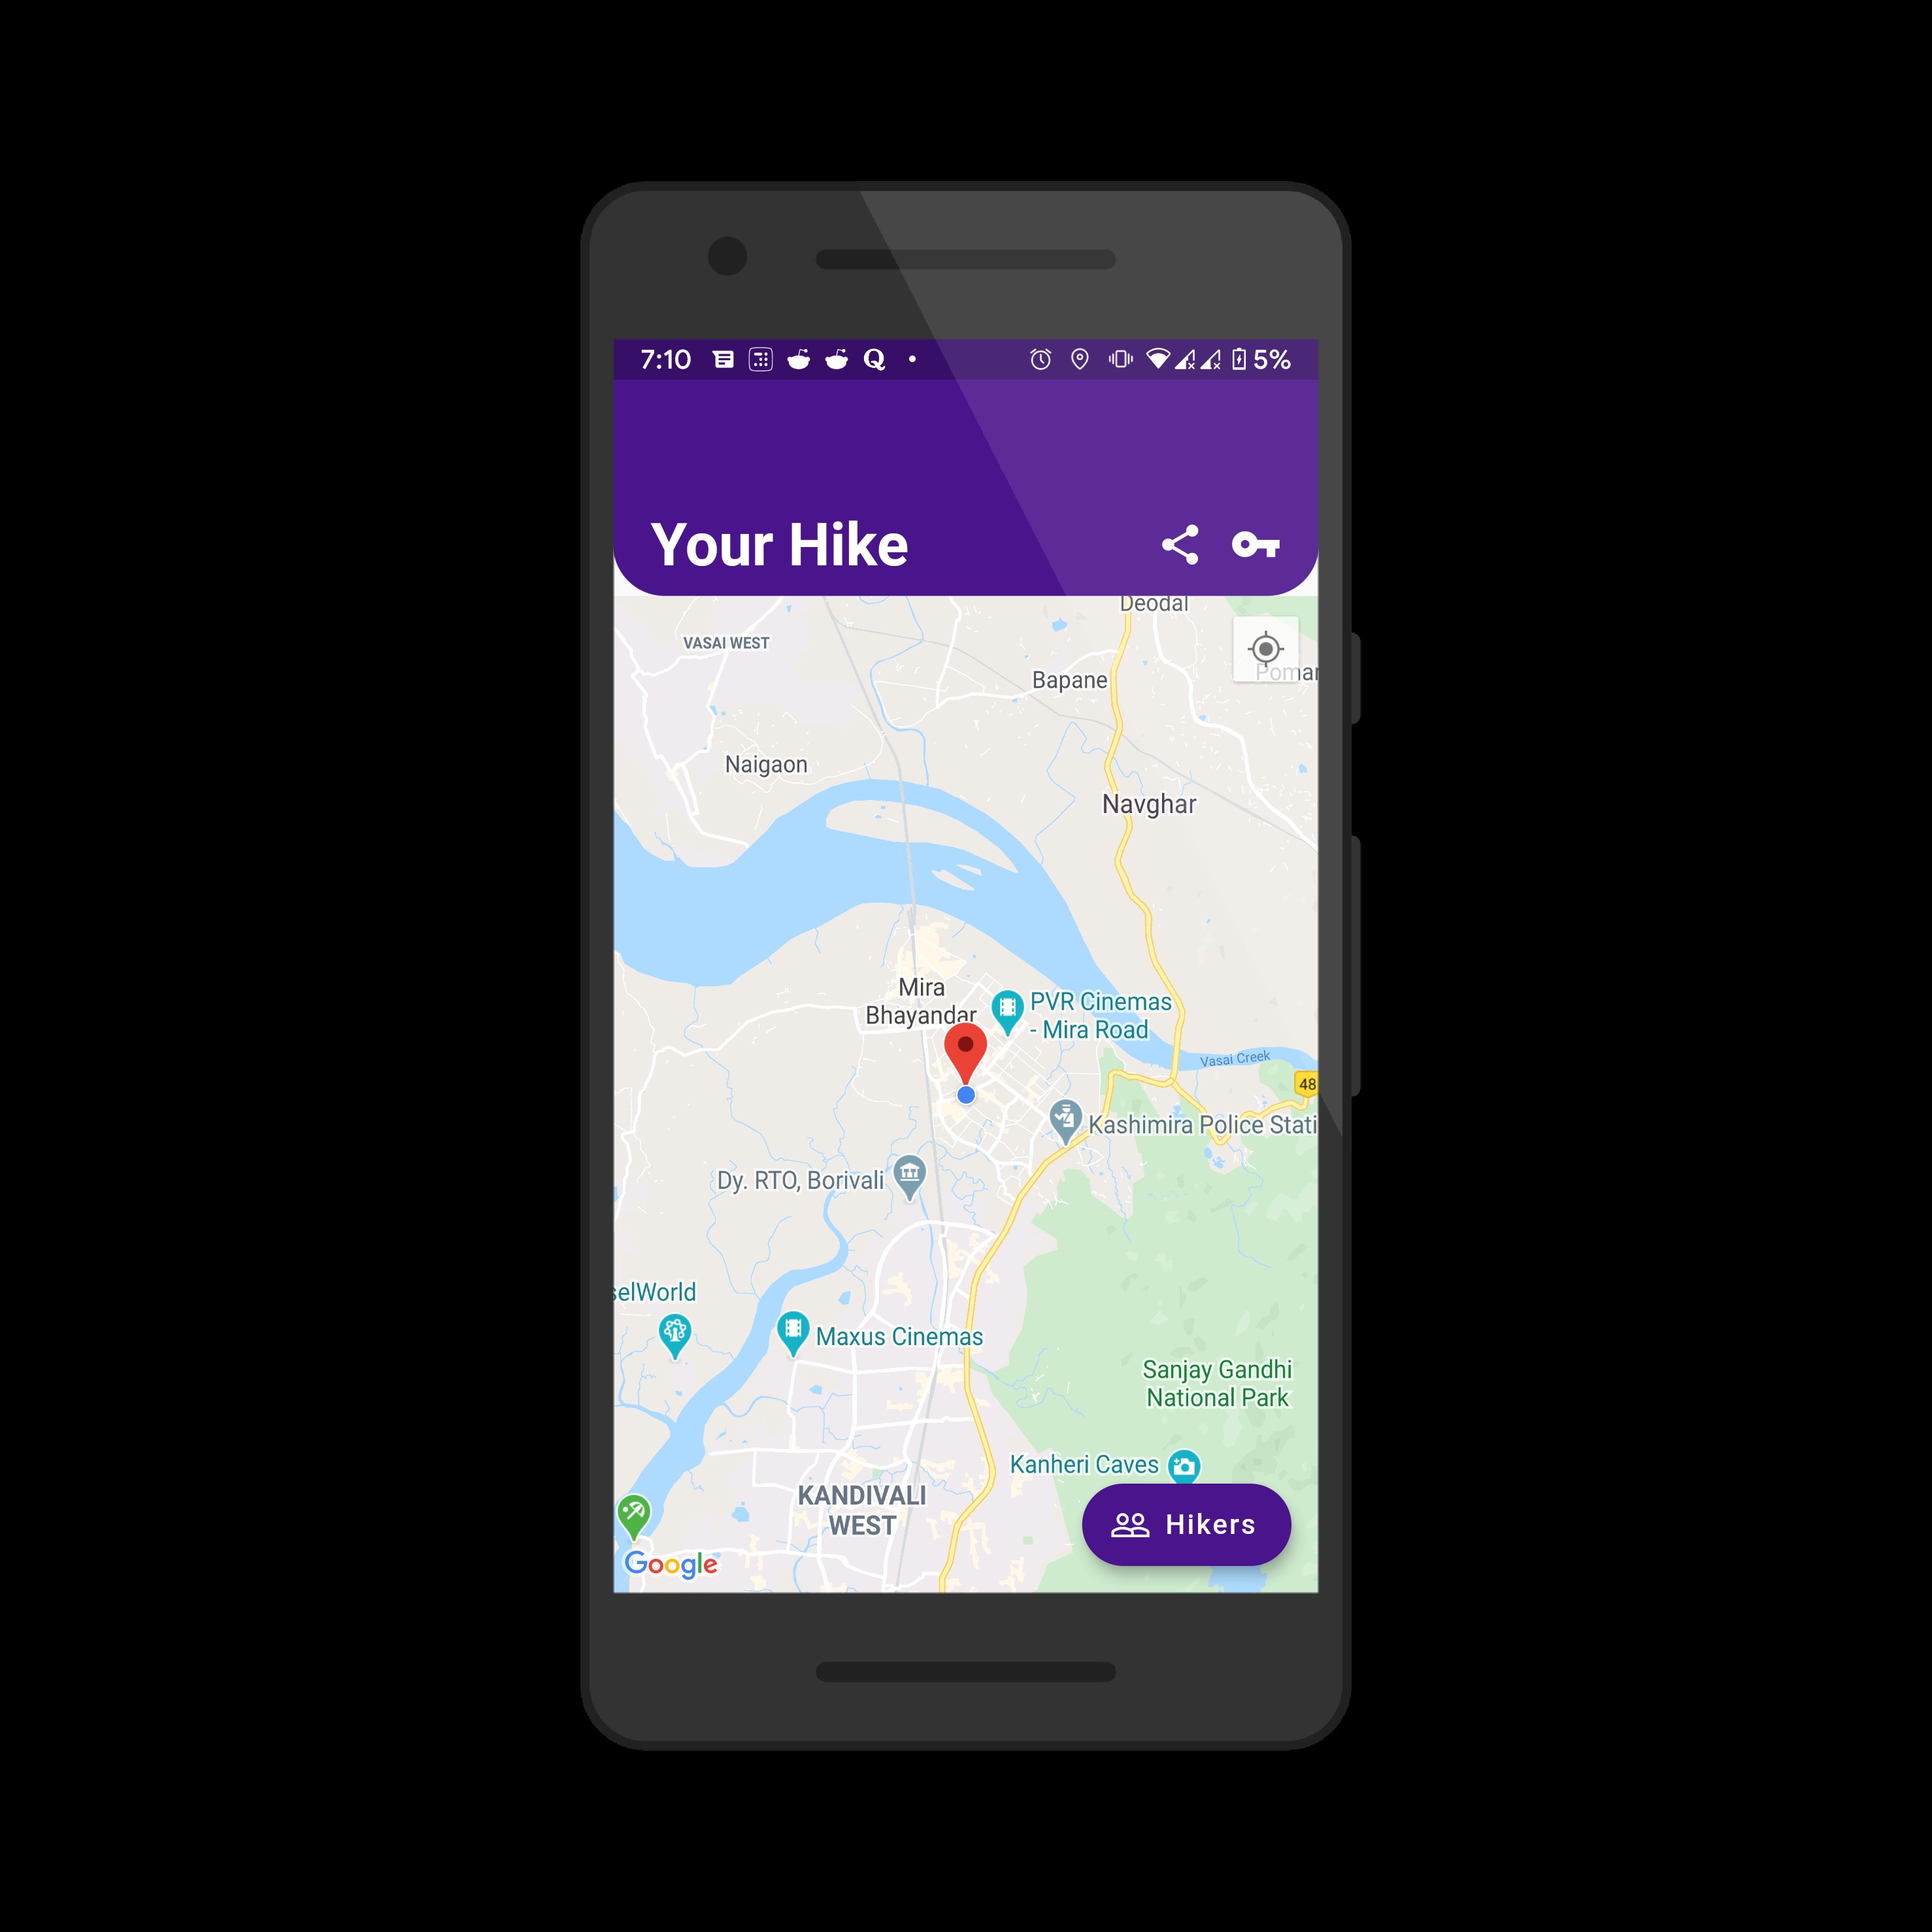 7:10
5%
Your Hike
Deodal
VASAI WEST
Bapane
Naigaon
Navghar
Mira
Bhayandar
PVR Cinemas
- Mira Road
Vasai Creek
48
Kashimira Police Stati
Dy. RTO, Borivali
selWorld
Maxus Cinemas
Sanjay Gandhi
National Park
Kanheri Caves
KANDIVALI
WEST
Hikers
Google